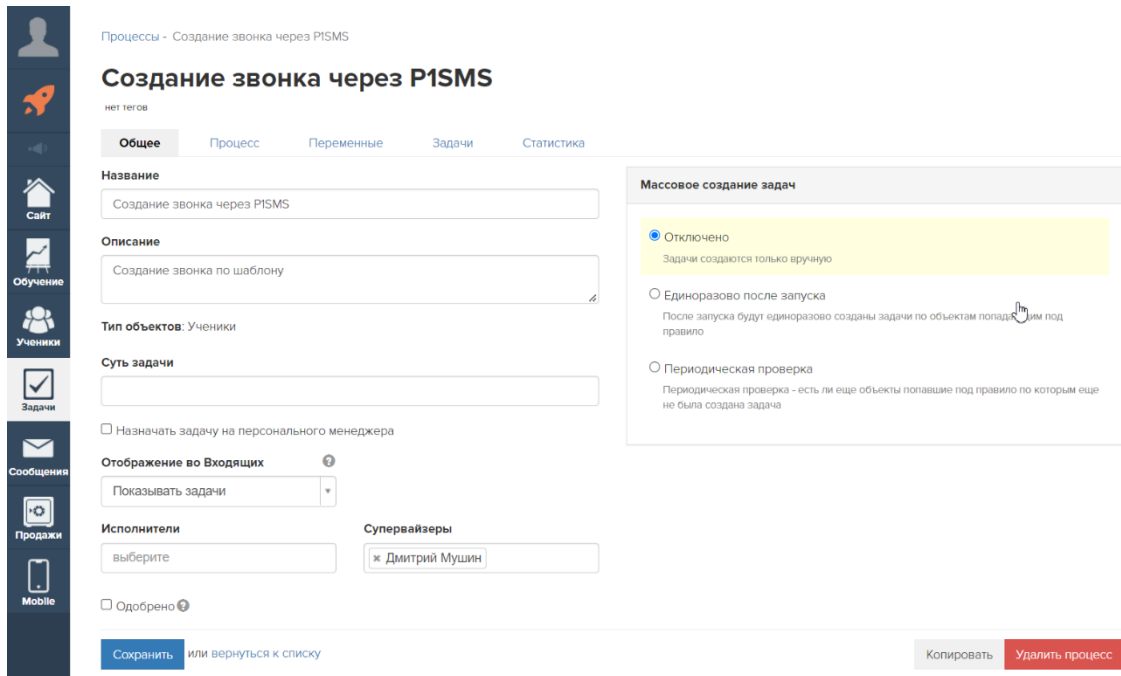 Процессы - Создание звонка через P1SMS
Создание звонка через P1SMS
нет тегов
Общее
Процесс
Переменные
Задачи
Статистика
Название
Создание звонка через P1SMS
Описание
Создание звонка по шаблону
Тип объектов: Ученики
Суть задачи
Назначать задачу на персонального менеджера
Отображение во Входящих
Показывать задачи
Исполнители
выберите
Супервайзеры
× Дмитрий Мушин
Одобрено
Сохранить или вернуться к списку
Копировать
Удалить процесс
Массовое создание задач
Отключено
Задачи создаются только вручную
Единоразово после запуска
После запуска будут единоразово созданы задачи по объектам попадающим под
правило
Периодическая проверка
Периодическая проверка - есть ли еще объекты попавшие под правило по которым еще
не была создана задача
Сайт
Обучение
Ученики
Задачи
Сообщения
Продажи
Mobile